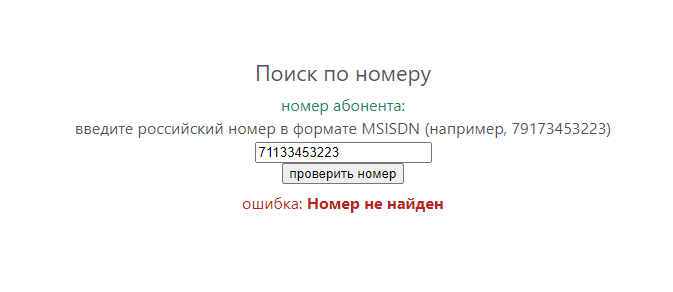 Поиск по номеру
номер абонента:
введите российский номер в формате MSISDN (например, 79173453223)
71133453223
проверить номер
ошибка: Номер не найден